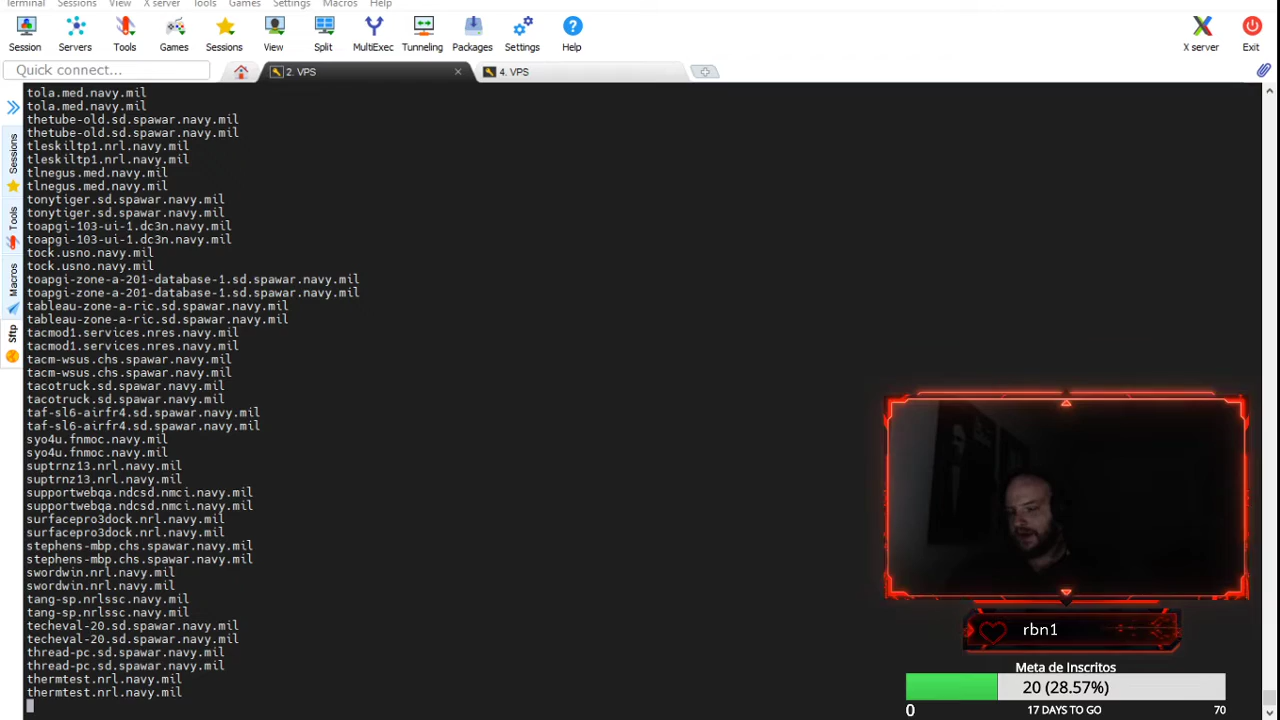 Terminal Sessions View X server Tools Games Settings Macros Help
Session Servers Tools Games Sessions View Split MultiExec Tunneling Packages Settings Help X server Exit
Quick connect... 2. VPS 4. VPS
Sessions
Tools
Macros
Sftp
tola.med.navy.mil
tola.med.navy.mil
thetube-old.sd.spawar.navy.mil
thetube-old.sd.spawar.navy.mil
tleskiltp1.nrl.navy.mil
tleskiltp1.nrl.navy.mil
tlnegus.med.navy.mil
tlnegus.med.navy.mil
tonytiger.sd.spawar.navy.mil
tonytiger.sd.spawar.navy.mil
toapgi-103-ui-1.dc3n.navy.mil
toapgi-103-ui-1.dc3n.navy.mil
tock.usno.navy.mil
tock.usno.navy.mil
toapgi-zone-a-201-database-1.sd.spawar.navy.mil
toapgi-zone-a-201-database-1.sd.spawar.navy.mil
tableau-zone-a-ric.sd.spawar.navy.mil
tableau-zone-a-ric.sd.spawar.navy.mil
tacmod1.services.nres.navy.mil
tacmod1.services.nres.navy.mil
tacm-wsus.chs.spawar.navy.mil
tacm-wsus.chs.spawar.navy.mil
tacotruck.sd.spawar.navy.mil
tacotruck.sd.spawar.navy.mil
taf-sl6-airfr4.sd.spawar.navy.mil
taf-sl6-airfr4.sd.spawar.navy.mil
syo4u.fnmoc.navy.mil
syo4u.fnmoc.navy.mil
suptrnz13.nrl.navy.mil
suptrnz13.nrl.navy.mil
supportwebqa.ndcsd.nmci.navy.mil
supportwebqa.ndcsd.nmci.navy.mil
surfacepro3dock.nrl.navy.mil
surfacepro3dock.nrl.navy.mil
stephens-mbp.chs.spawar.navy.mil
stephens-mbp.chs.spawar.navy.mil
swordwin.nrl.navy.mil
swordwin.nrl.navy.mil
tang-sp.nrlssc.navy.mil
tang-sp.nrlssc.navy.mil
techeval-20.sd.spawar.navy.mil
techeval-20.sd.spawar.navy.mil
thread-pc.sd.spawar.navy.mil
thread-pc.sd.spawar.navy.mil
thermtest.nrl.navy.mil
thermtest.nrl.navy.mil
rbn1
Meta de Inscritos
20 (28.57%)
0 17 DAYS TO GO 70